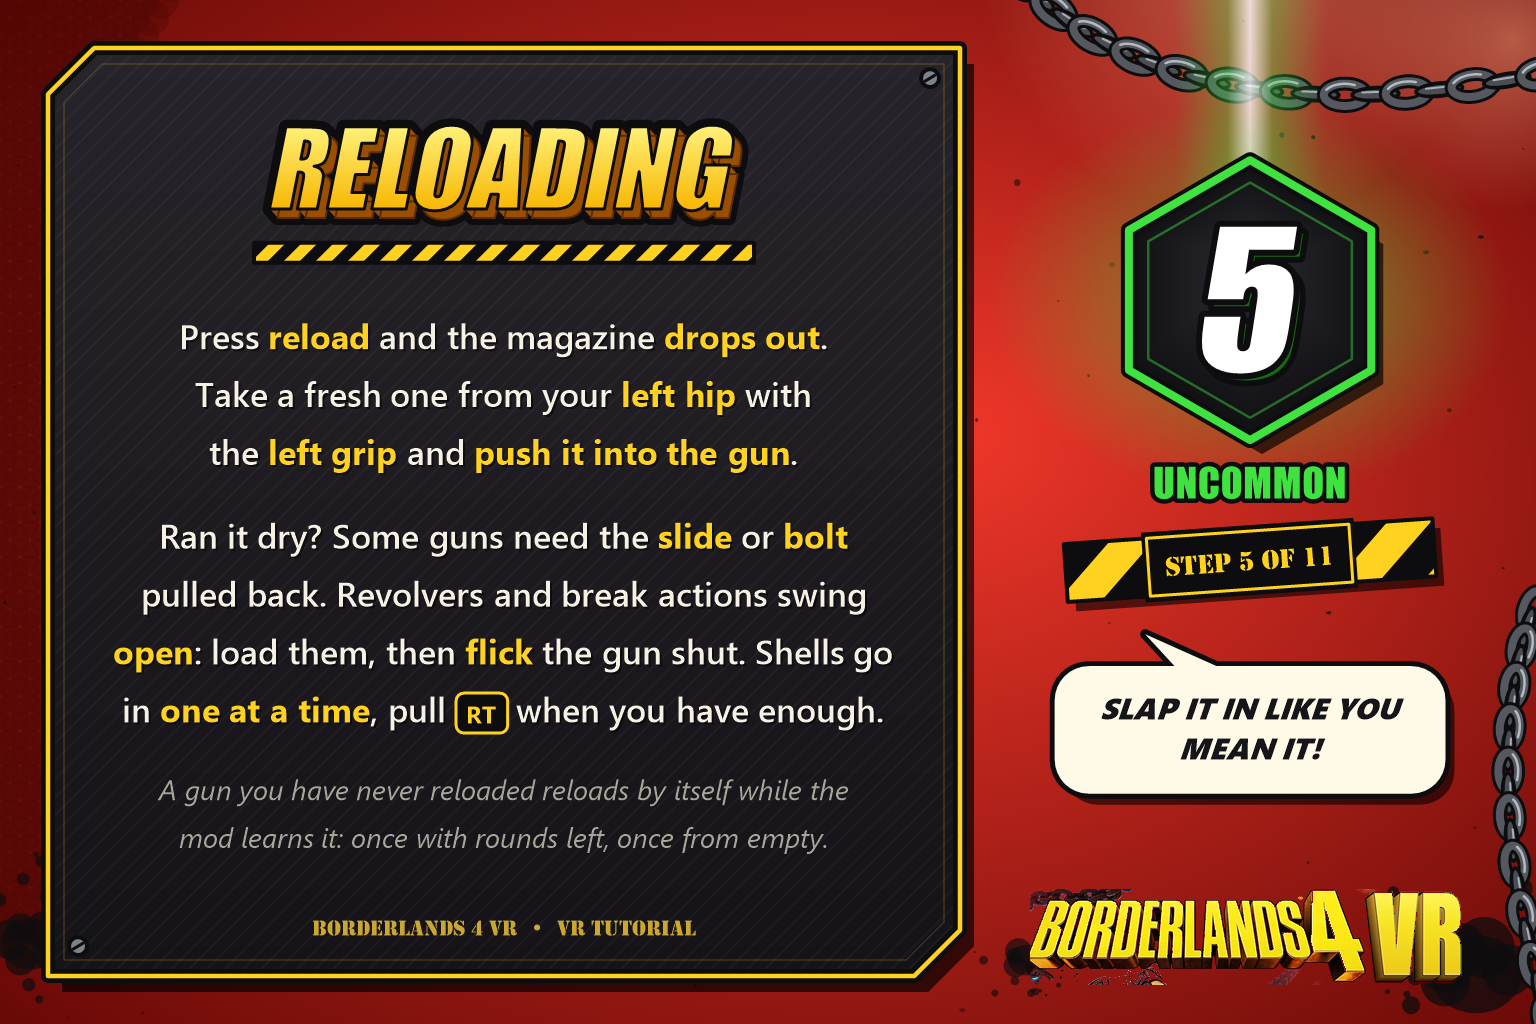 RELOADING
Press reload and the magazine drops out.
Take a fresh one from your left hip with
the left grip and push it into the gun.
Ran it dry? Some guns need the slide or bolt
pulled back. Revolvers and break actions swing
open: load them, then flick the gun shut. Shells go
in one at a time, pull RT when you have enough.
A gun you have never reloaded reloads by itself while the
mod learns it: once with rounds left, once from empty.
BORDERLANDS 4 VR • VR TUTORIAL
5
UNCOMMON
STEP 5 OF 11
SLAP IT IN LIKE YOU
MEAN IT!
BORDERLANDS 4 VR